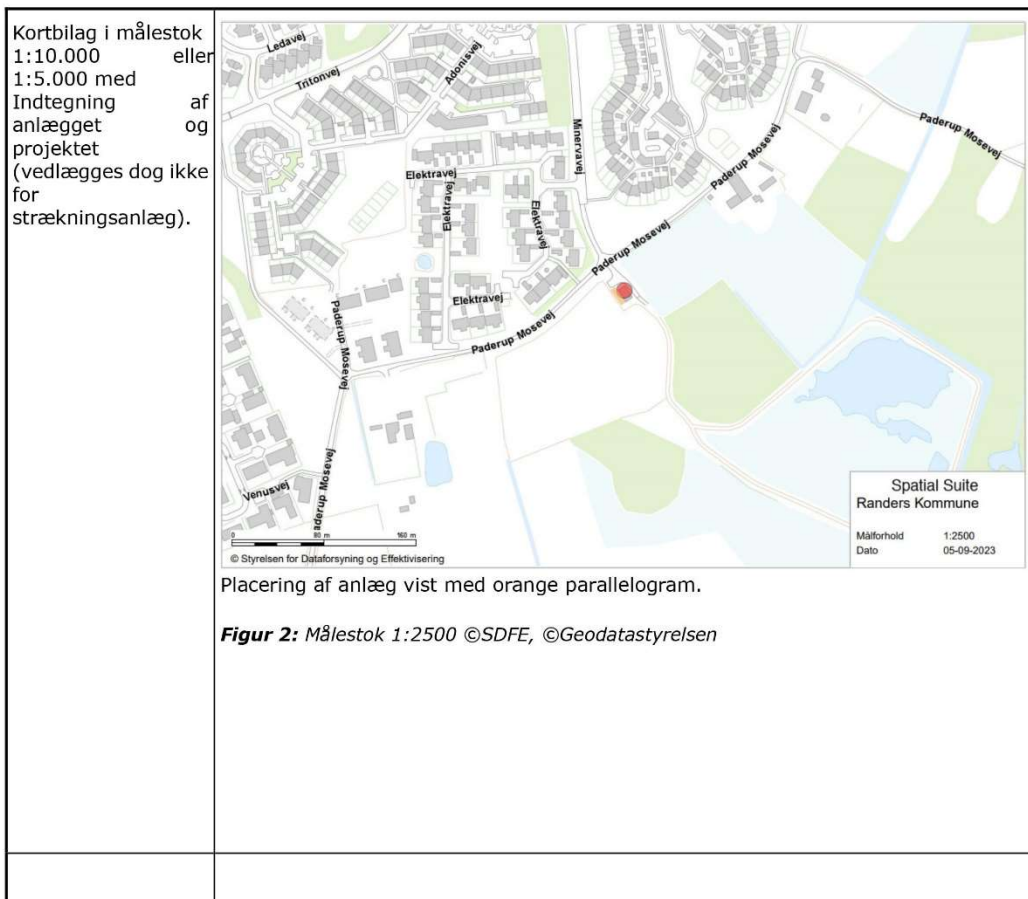 Kortbilag i målestok
1:10.000 eller
1:5.000 med
Indtegning af
anlægget og
projektet
(vedlægges dog ikke
for
strækningsanlæg).
Ledavej
Tritonvej
Adonisvej
Minervavej
Paderup Mosevej
Paderup Mosevej
Elektravej
Elektravej
Elektravej
Paderup Mosevej
Elektravej
Paderup Mosevej
Paderup Mosevej
Venusvej
aderup Mosevej
0 80 m 160 m
© Styrelsen for Dataforsyning og Effektivisering
Spatial Suite
Randers Kommune
Målforhold 1:2500
Dato 05-09-2023
Placering af anlæg vist med orange parallelogram.
Figur 2: Målestok 1:2500 ©SDFE, ©Geodatastyrelsen